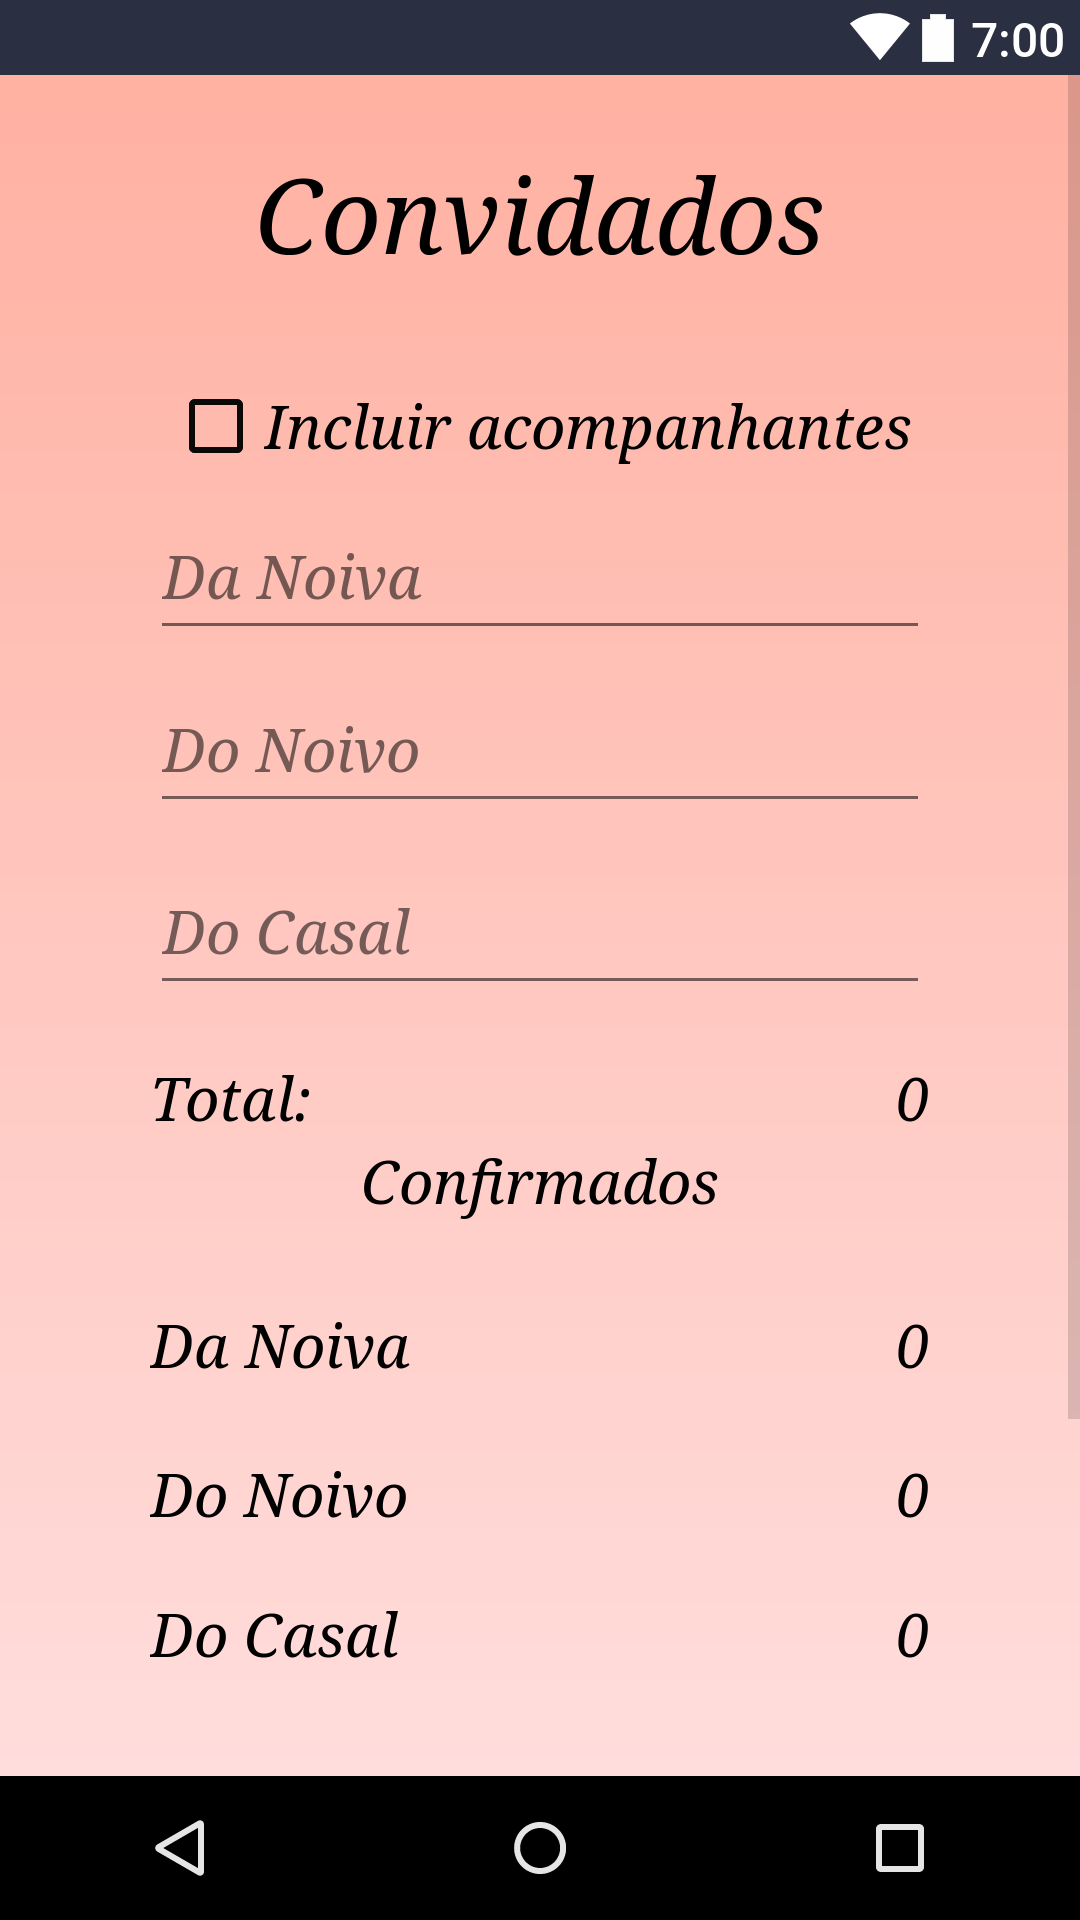 7:00
Convidados
Incluir acompanhantes
Da Noiva
Do Noivo
Do Casal
Total: 0
Confirmados
Da Noiva 0
Do Noivo 0
Do Casal 0